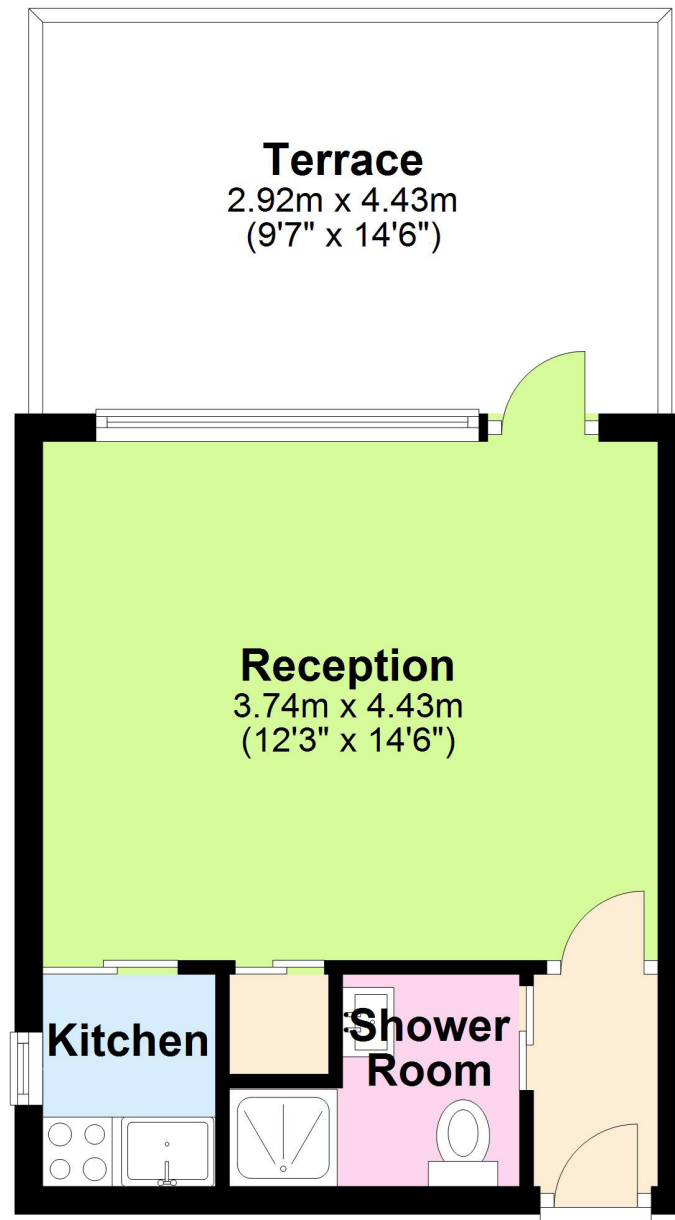 Terrace
2.92m x 4.43m
(9'7" x 14'6")
Reception
3.74m x 4.43m
(12'3" x 14'6")
Kitchen
Shower
Room